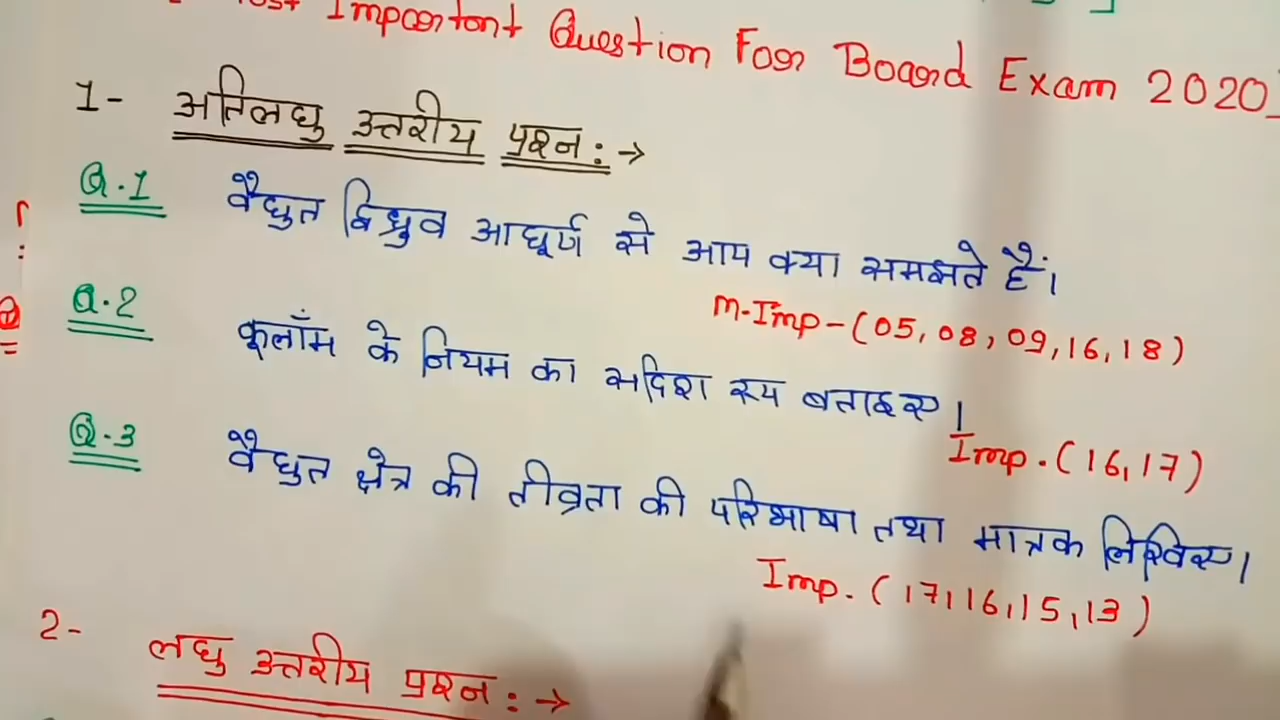 Impoortont Question For Board Exam 2020
1- अतिलघु उत्तरीय प्रश्न :→
Q.1 वैधुत द्विध्रुव आघूर्ण से आप क्या समझते हैं।
M.Imp-(05, 08, 09, 16, 18)
Q.2 कूलॉम के नियम का सदिश रूप बताइए।
Imp.(16,17)
Q.3 वैधुत क्षेत्र की तीव्रता की परिभाषा तथा मात्रक लिखिए।
Imp.(17,16,15,13)
2- लघु उत्तरीय प्रश्न :→